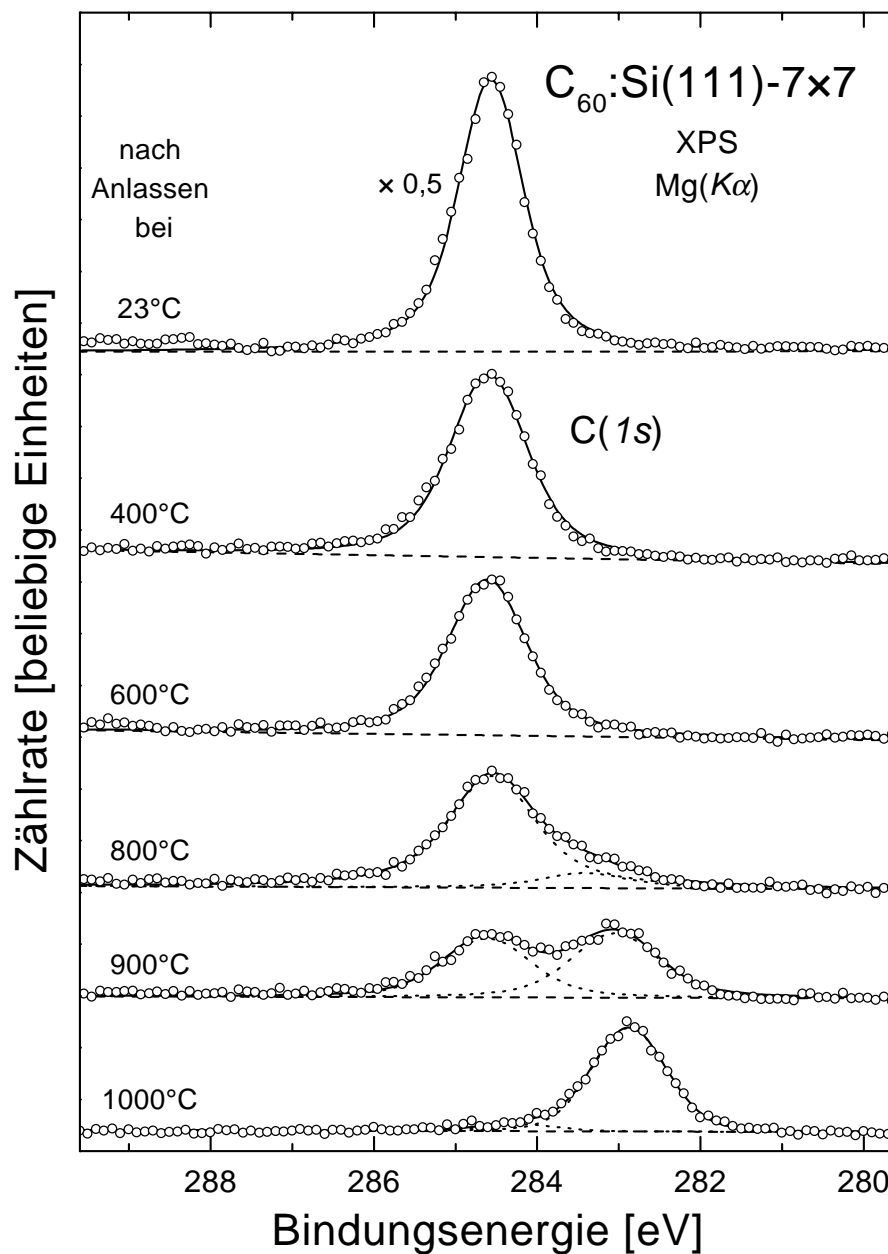 C₆₀:Si(111)-7×7
XPS
Mg(Kα)
nach
Anlassen
bei
× 0,5
23°C
C(1s)
400°C
600°C
800°C
900°C
1000°C
Zählrate [beliebige Einheiten]
288 286 284 282 280
Bindungsenergie [eV]